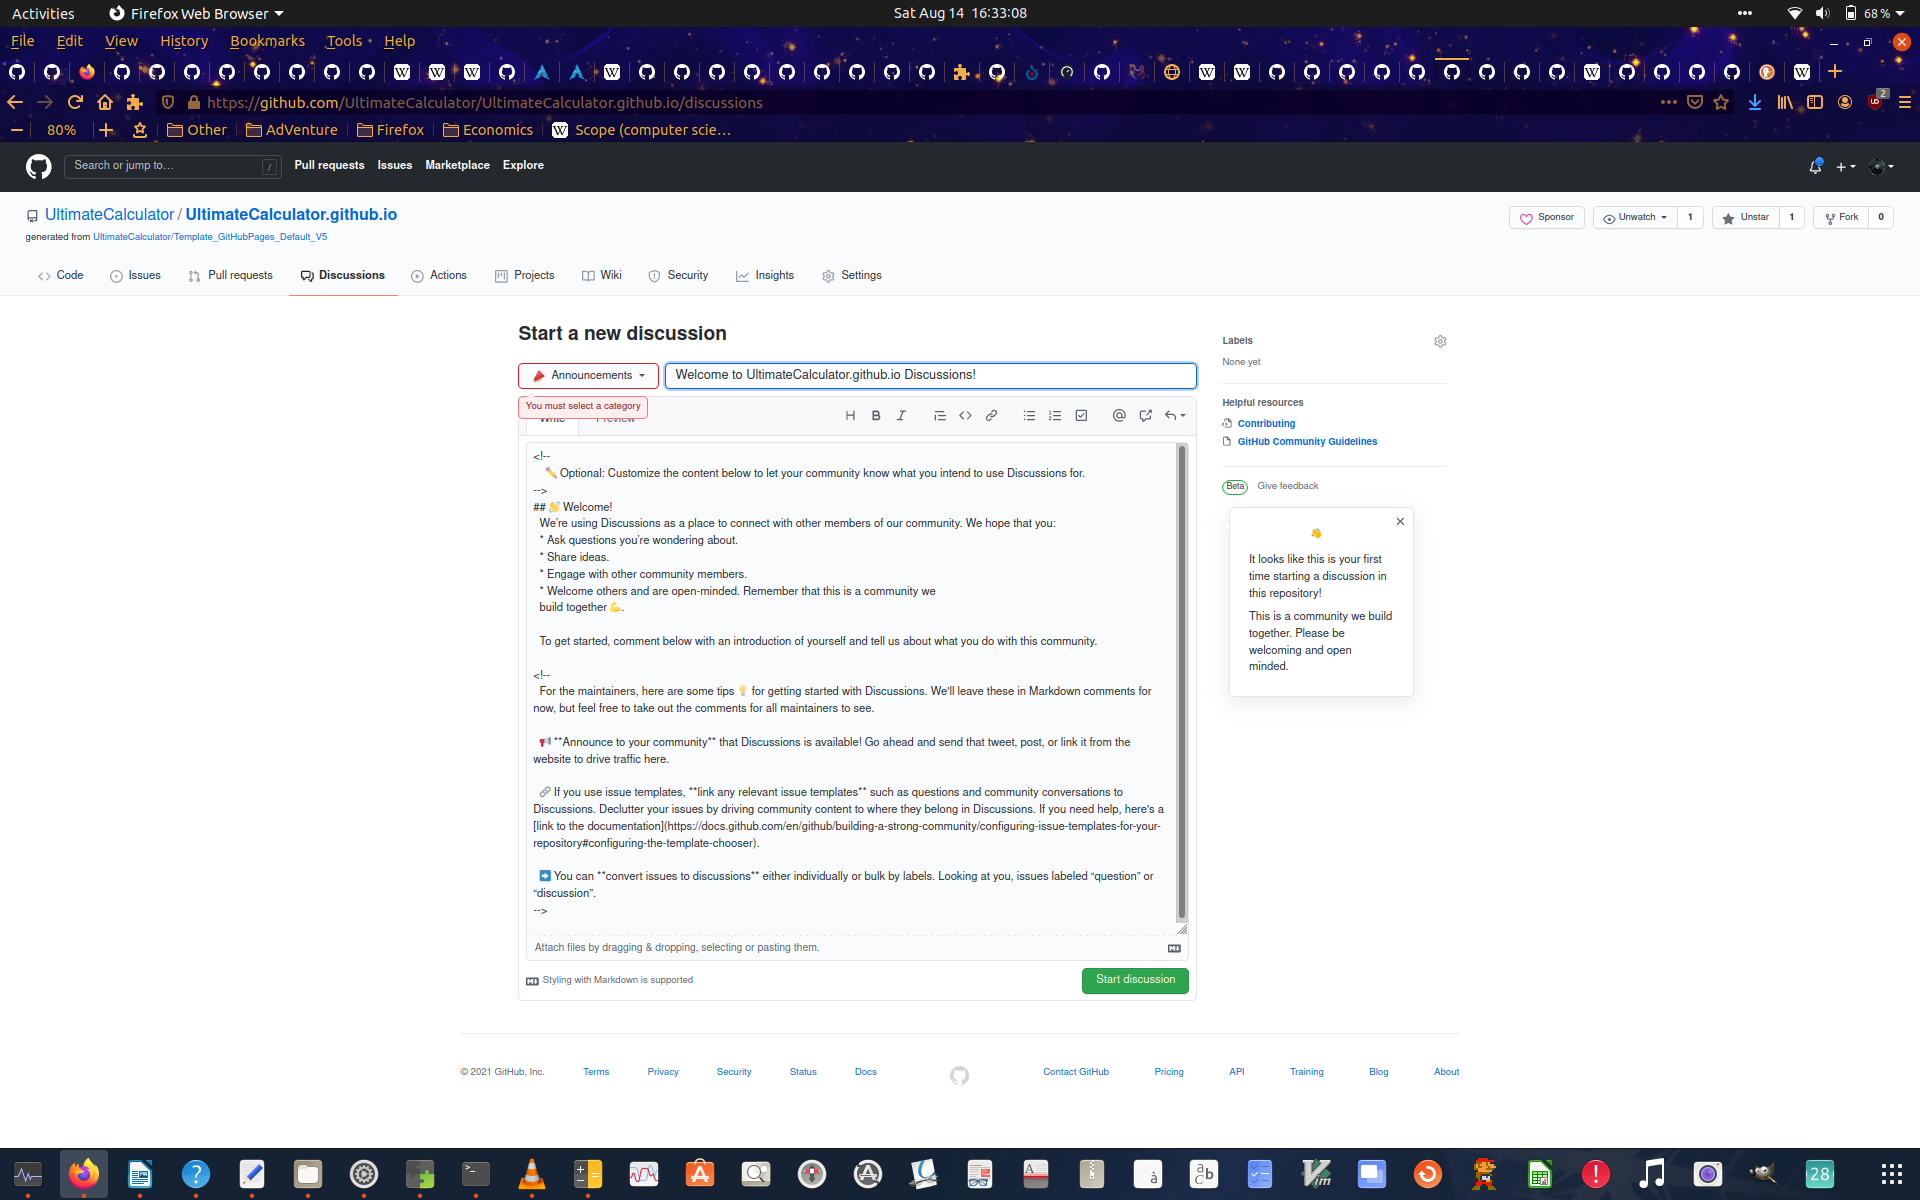 Activities Firefox Web Browser Sat Aug 14 16:33:08 68 %
File Edit View History Bookmarks Tools Help
https://github.com/UltimateCalculator/UltimateCalculator.github.io/discussions 2
80% Other AdVenture Firefox Economics Scope (computer scie…
Search or jump to… / Pull requests Issues Marketplace Explore
UltimateCalculator / UltimateCalculator.github.io Sponsor Unwatch 1 Unstar 1 Fork 0
generated from UltimateCalculator/Template_GitHubPages_Default_V5
Code Issues Pull requests Discussions Actions Projects Wiki Security Insights Settings
Start a new discussion
Announcements Welcome to UltimateCalculator.github.io Discussions!
You must select a category
Write Preview
<!--
✏️ Optional: Customize the content below to let your community know what you intend to use Discussions for.
-->
## 👋 Welcome!
We’re using Discussions as a place to connect with other members of our community. We hope that you:
* Ask questions you’re wondering about.
* Share ideas.
* Engage with other community members.
* Welcome others and are open-minded. Remember that this is a community we
build together 💪.
To get started, comment below with an introduction of yourself and tell us about what you do with this community.
<!--
For the maintainers, here are some tips 💡 for getting started with Discussions. We'll leave these in Markdown comments for
now, but feel free to take out the comments for all maintainers to see.
📢 **Announce to your community** that Discussions is available! Go ahead and send that tweet, post, or link it from the
website to drive traffic here.
🔗 If you use issue templates, **link any relevant issue templates** such as questions and community conversations to
Discussions. Declutter your issues by driving community content to where they belong in Discussions. If you need help, here's a
[link to the documentation](https://docs.github.com/en/github/building-a-strong-community/configuring-issue-templates-for-your-
repository#configuring-the-template-chooser).
➡️ You can **convert issues to discussions** either individually or bulk by labels. Looking at you, issues labeled “question” or
“discussion”.
-->
Attach files by dragging & dropping, selecting or pasting them.
Styling with Markdown is supported
Start discussion
Labels
None yet
Helpful resources
Contributing
GitHub Community Guidelines
Beta Give feedback
👋
It looks like this is your first
time starting a discussion in
this repository!
This is a community we build
together. Please be
welcoming and open
minded.
© 2021 GitHub, Inc. Terms Privacy Security Status Docs Contact GitHub Pricing API Training Blog About
28